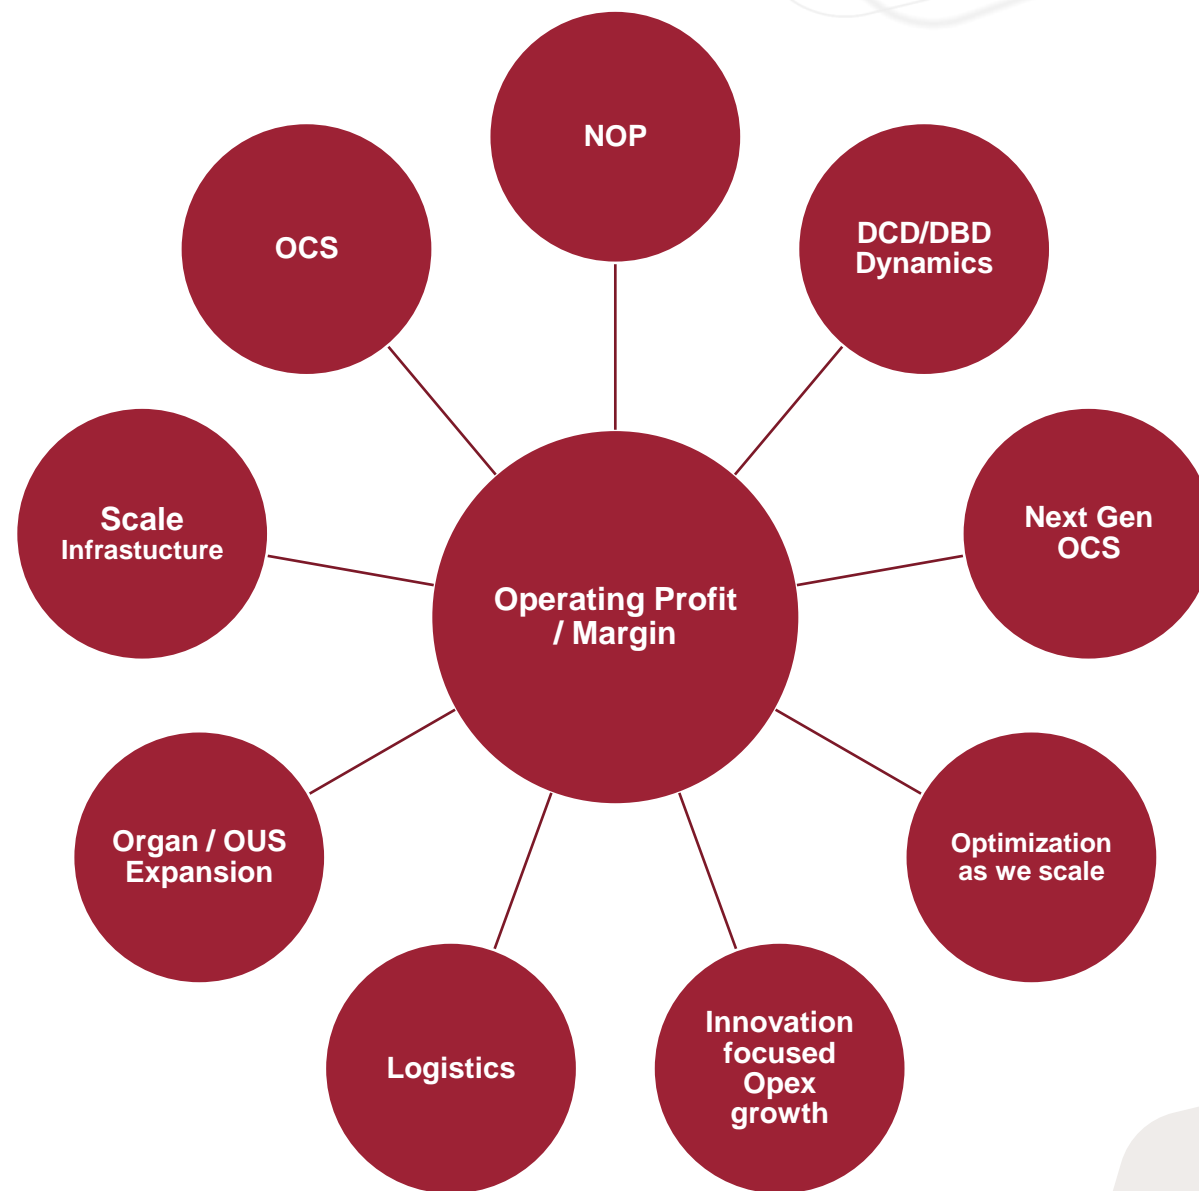 NOP
OCS
DCD/DBD
Dynamics
Scale
Infrastucture
Next Gen
OCS
Operating Profit
/ Margin
Organ / OUS
Expansion
Optimization
as we scale
Logistics
Innovation
focused
Opex
growth